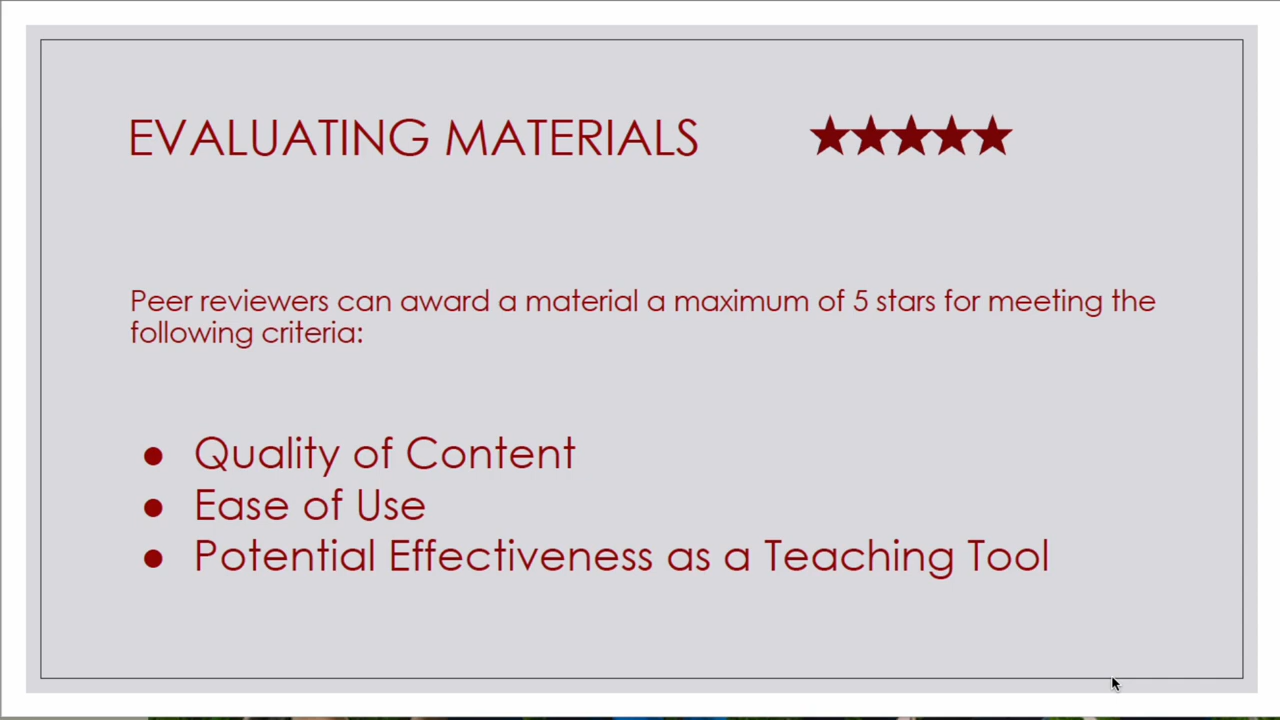 EVALUATING MATERIALS
Peer reviewers can award a material a maximum of 5 stars for meeting the
following criteria:
● Quality of Content
● Ease of Use
● Potential Effectiveness as a Teaching Tool